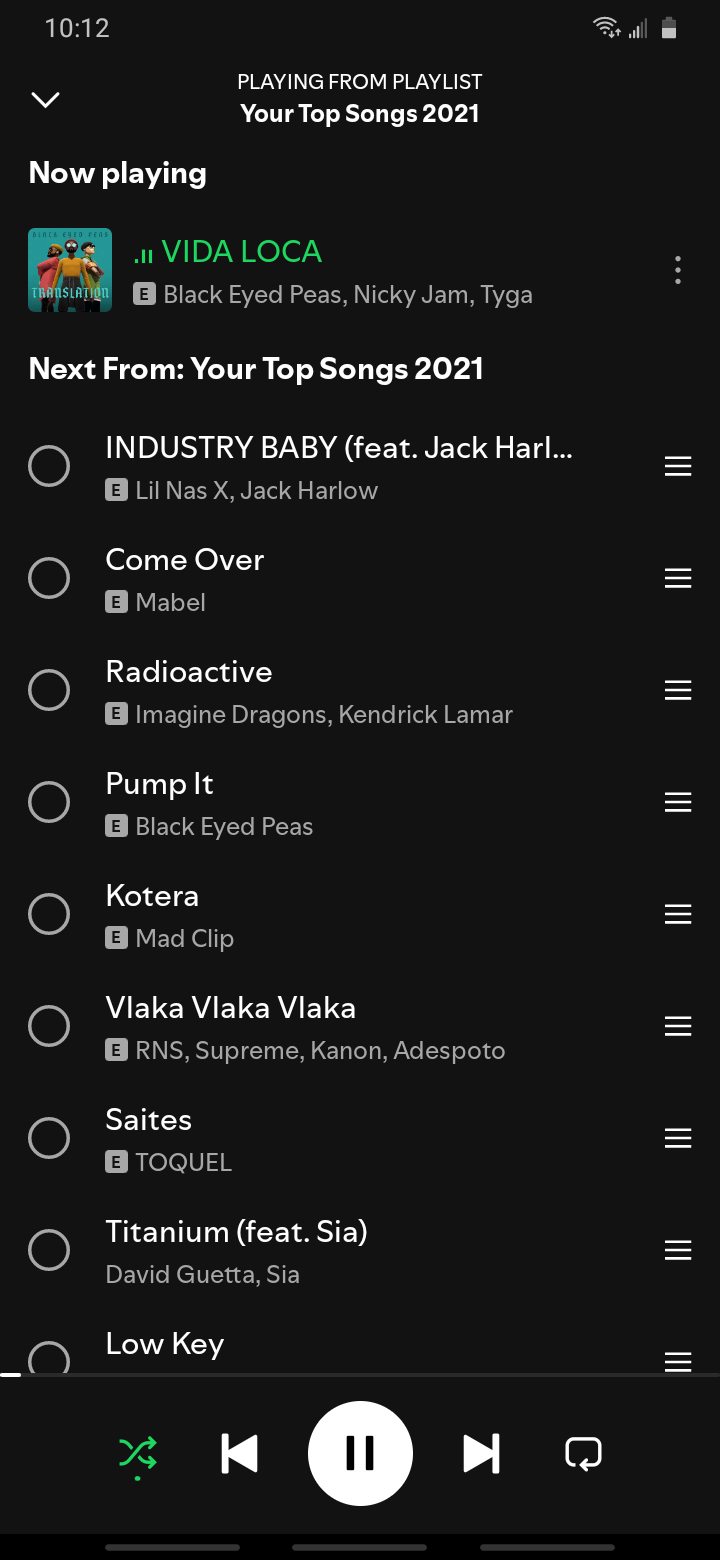 10:12
PLAYING FROM PLAYLIST
Your Top Songs 2021
Now playing
BLACK EYED PEAS
TRANSLATION
VIDA LOCA
E Black Eyed Peas, Nicky Jam, Tyga
Next From: Your Top Songs 2021
INDUSTRY BABY (feat. Jack Harl...
E Lil Nas X, Jack Harlow
Come Over
E Mabel
Radioactive
E Imagine Dragons, Kendrick Lamar
Pump It
E Black Eyed Peas
Kotera
E Mad Clip
Vlaka Vlaka Vlaka
E RNS, Supreme, Kanon, Adespoto
Saites
E TOQUEL
Titanium (feat. Sia)
David Guetta, Sia
Low Key